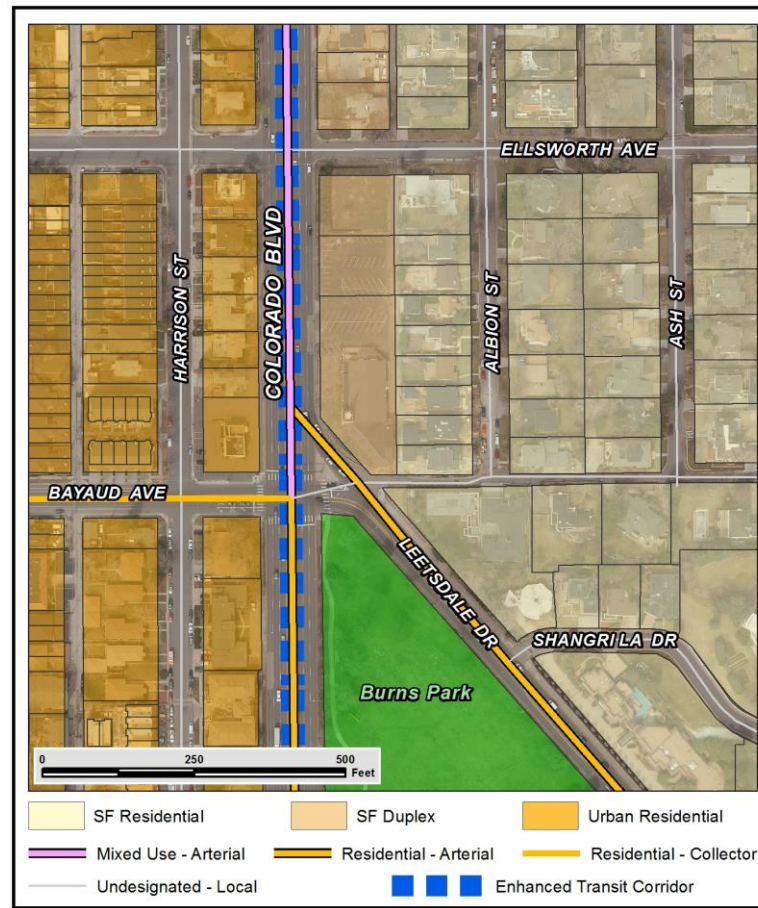 ELLSWORTH AVE
COLORADO BLVD
HARRISON ST
ALBION ST
ASH ST
BAYAUD AVE
LEETSDALE DR
SHANGRI LA DR
Burns Park
0 250 500
Feet
SF Residential SF Duplex Urban Residential
Mixed Use - Arterial Residential - Arterial Residential - Collector
Undesignated - Local Enhanced Transit Corridor